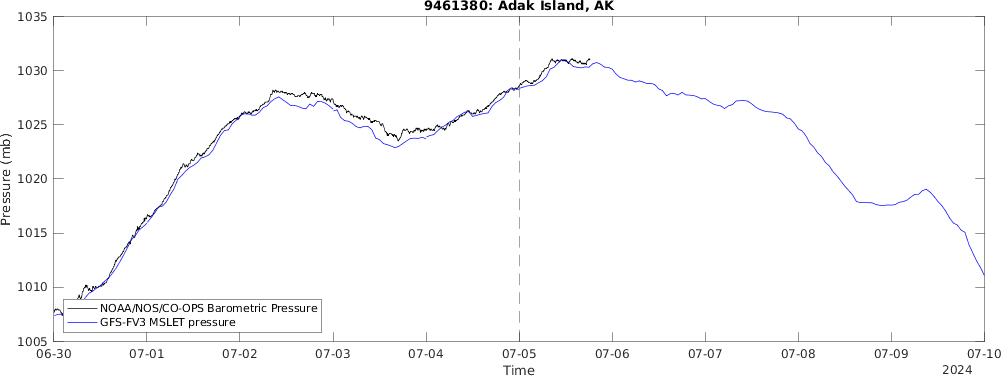 9461380: Adak Island, AK
1035
1030
1025
1020
1015
1010
1005
Pressure (mb)
NOAA/NOS/CO-OPS Barometric Pressure
GFS-FV3 MSLET pressure
06-30 07-01 07-02 07-03 07-04 07-05 07-06 07-07 07-08 07-09 07-10
Time
2024